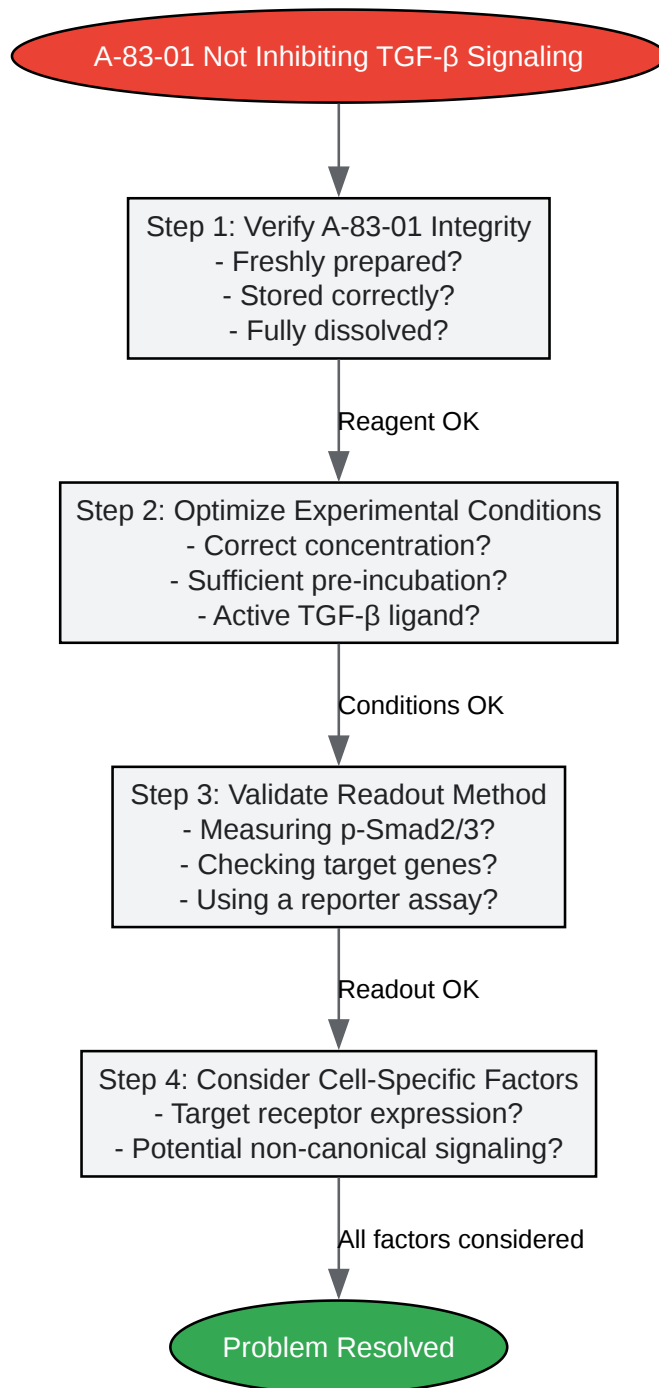 A-83-01 Not Inhibiting TGF-β Signaling
Step 1: Verify A-83-01 Integrity
- Freshly prepared?
- Stored correctly?
- Fully dissolved?
Reagent OK
Step 2: Optimize Experimental Conditions
- Correct concentration?
- Sufficient pre-incubation?
- Active TGF-β ligand?
Conditions OK
Step 3: Validate Readout Method
- Measuring p-Smad2/3?
- Checking target genes?
- Using a reporter assay?
Readout OK
Step 4: Consider Cell-Specific Factors
- Target receptor expression?
- Potential non-canonical signaling?
All factors considered
Problem Resolved